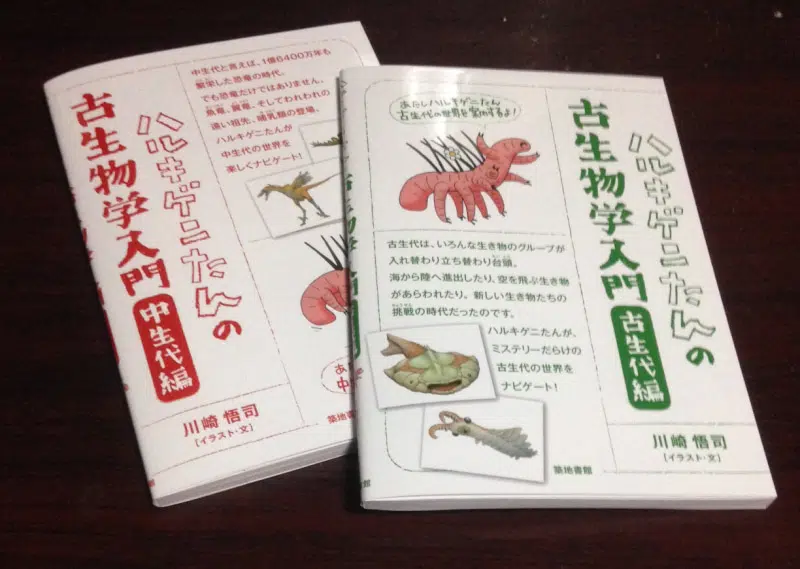 中生代と言えば、1億6400万年も
繁栄した恐竜の時代。
でも恐竜だけではありません。
魚竜、翼竜、そしてわれわれの
遠い祖先、哺乳類の登場。
ハルキゲニたんが
中生代の世界を
楽しくナビゲート!
ハルキゲニたんの
古生物学入門
中生代編
川崎 悟司
[イラスト・文]
築地書館
あたしハルキゲニたん
古生代の世界を案内するよ!
古生代は、いろんな生き物のグループが
入れ替わり立ち替わり台頭。
海から陸へ進出したり、空を飛ぶ生き物
があらわれたり。新しい生き物たちの
挑戦の時代だったのです。
ハルキゲニたんが、
ミステリーだらけの
古生代の世界を
ナビゲート!
ハルキゲニたんの
古生物学入門
古生代編
川崎 悟司
[イラスト・文]
築地書館